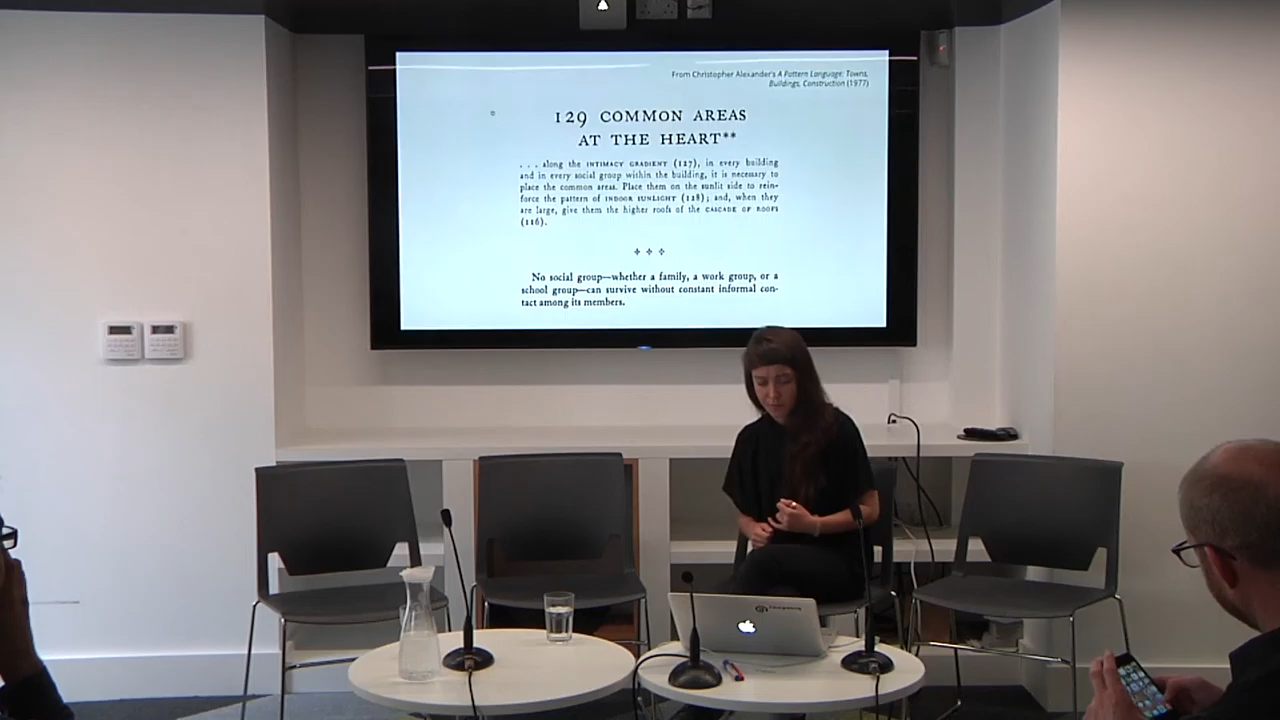 From Christopher Alexander's A Pattern Language: Towns,
Buildings, Construction (1977)
129 COMMON AREAS
AT THE HEART**
. . . along the INTIMACY GRADIENT (127), in every building
and in every social group within the building, it is necessary to
place the common areas. Place them on the sunlit side to rein-
force the pattern of INDOOR SUNLIGHT (128); and, when they
are large, give them the higher roofs of the CASCADE OF ROOFS
(116).
No social group—whether a family, a work group, or a
school group—can survive without constant informal con-
tact among its members.